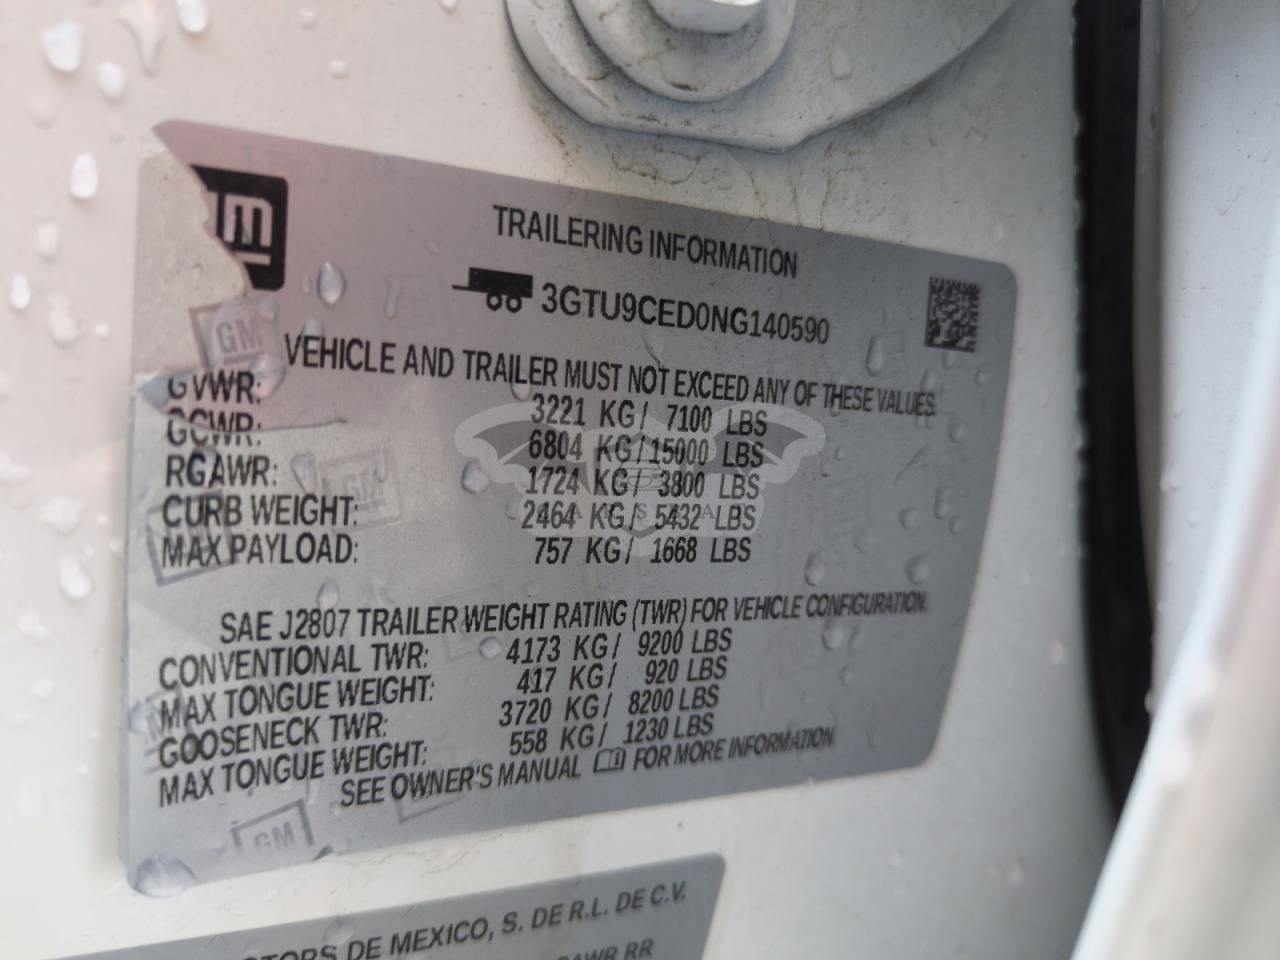 GM
TRAILERING INFORMATION
3GTU9CED0NG140590
VEHICLE AND TRAILER MUST NOT EXCEED ANY OF THESE VALUES.
GVWR: 3221 KG/ 7100 LBS
GCWR: 6804 KG/15000 LBS
RGAWR: 1724 KG/ 3800 LBS
CURB WEIGHT: 2464 KG/ 5432 LBS
MAX PAYLOAD: 757 KG/ 1668 LBS
SAE J2807 TRAILER WEIGHT RATING (TWR) FOR VEHICLE CONFIGURATION.
CONVENTIONAL TWR: 4173 KG/ 9200 LBS
MAX TONGUE WEIGHT: 417 KG/ 920 LBS
GOOSENECK TWR: 3720 KG/ 8200 LBS
MAX TONGUE WEIGHT: 558 KG/ 1230 LBS
SEE OWNER'S MANUAL FOR MORE INFORMATION
GM
TORS DE MEXICO, S. DE R.L. DE C.V.
GAWR RR